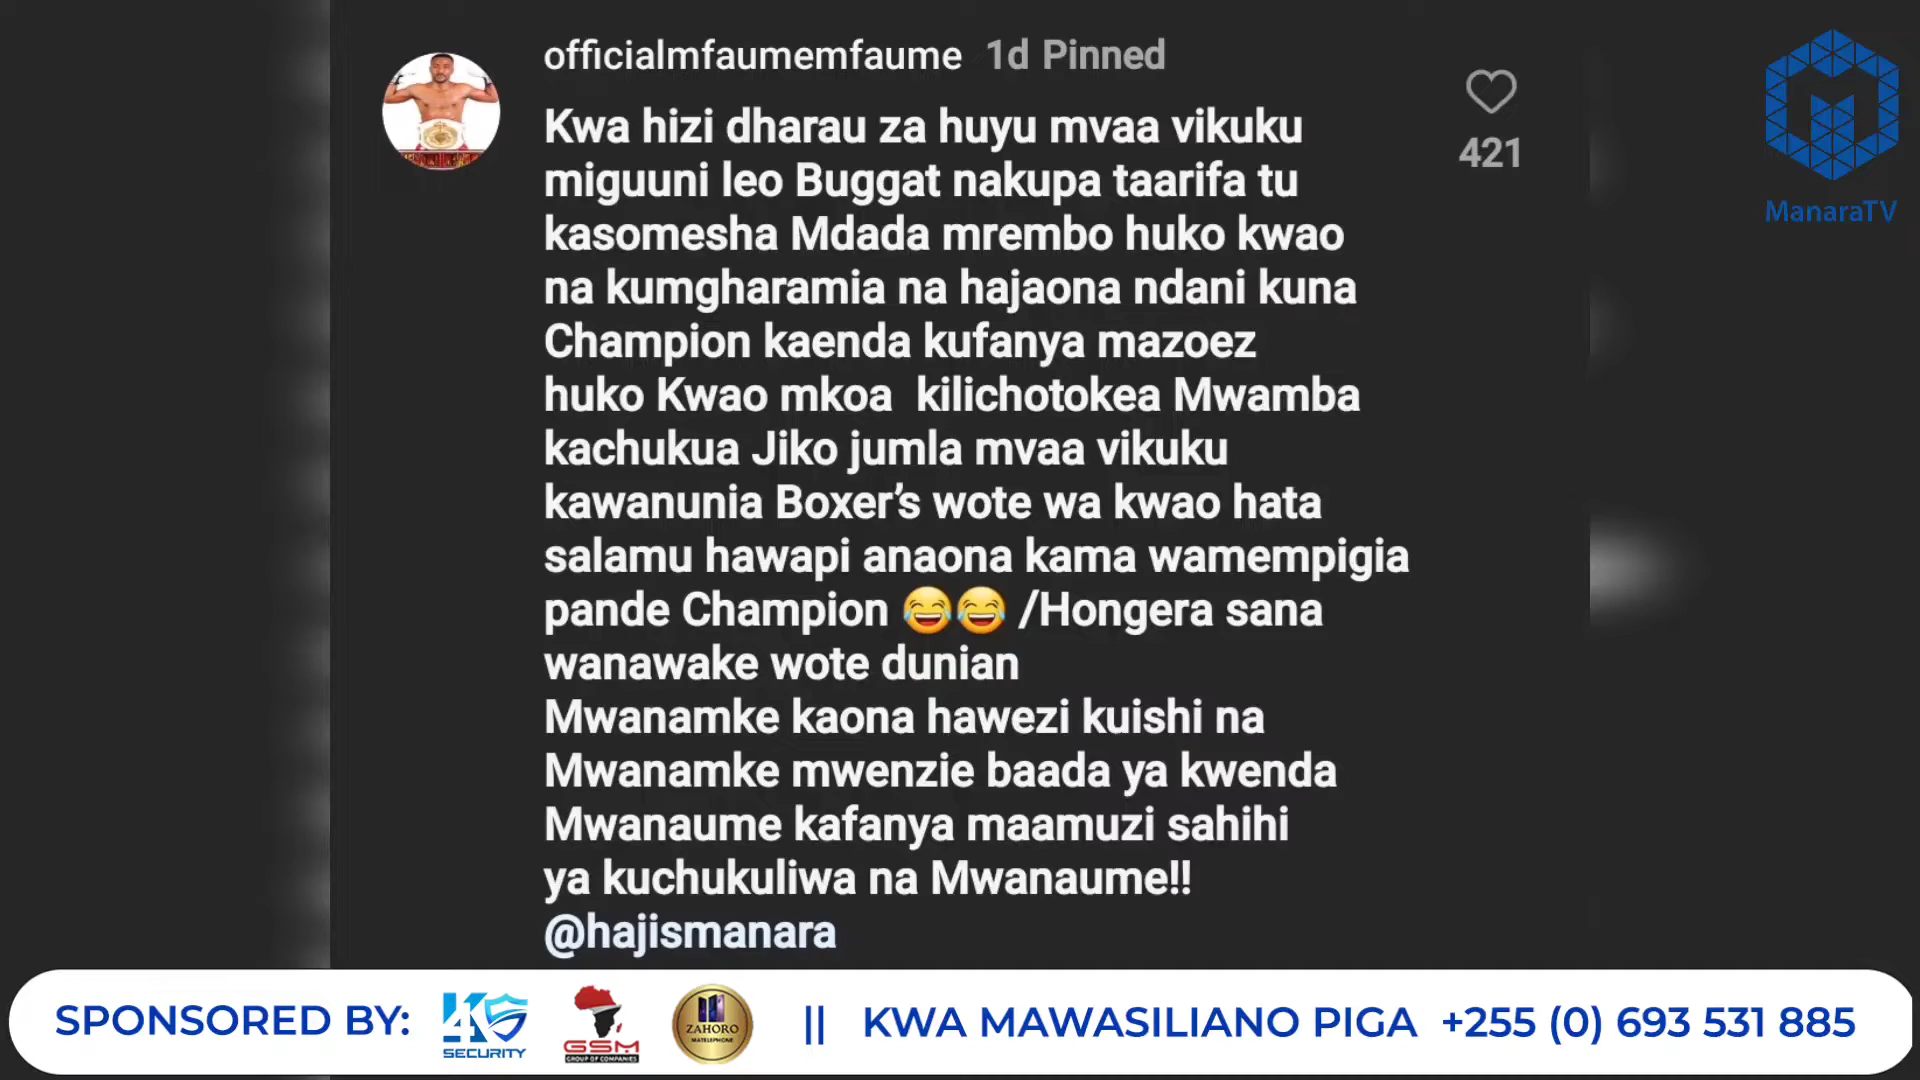 officialmfaumemfaume 1d Pinned
Kwa hizi dharau za huyu mvaa vikuku
miguuni leo Buggat nakupa taarifa tu
kasomesha Mdada mrembo huko kwao
na kumgharamia na hajaona ndani kuna
Champion kaenda kufanya mazoez
huko Kwao mkoa kilichotokea Mwamba
kachukua Jiko jumla mvaa vikuku
kawanunia Boxer’s wote wa kwao hata
salamu hawapi anaona kama wamempigia
pande Champion 😂😂 /Hongera sana
wanawake wote dunian
Mwanamke kaona hawezi kuishi na
Mwanamke mwenzie baada ya kwenda
Mwanaume kafanya maamuzi sahihi
ya kuchukuliwa na Mwanaume!!
@hajismanara
421
ManaraTV
SPONSORED BY:
K4S
SECURITY
GSM
GROUP OF COMPANIES
ZAHORO
MATELEPHONE
|| KWA MAWASILIANO PIGA +255 (0) 693 531 885